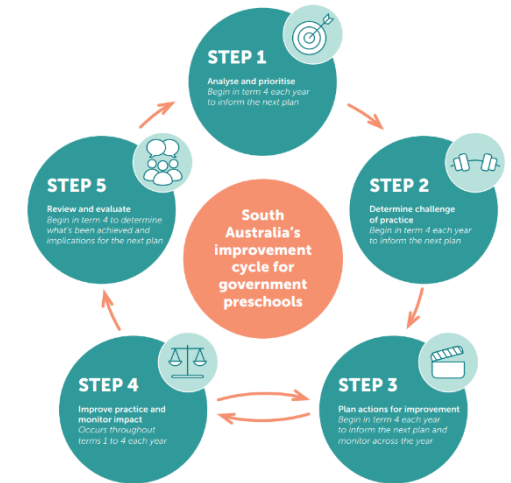 STEP 1
Analyse and prioritise
Begin in term 4 each year
to inform the next plan
STEP 2
Determine challenge
of practice
Begin in term 4 each year
to inform the next plan
STEP 3
Plan actions for improvement
Begin in term 4 each year
to inform the next plan and
monitor across the year
STEP 4
Improve practice and
monitor impact
Occurs throughout
terms 1 to 4 each year
STEP 5
Review and evaluate
Begin in term 4 to determine
what's been achieved and
implications for the next plan
South
Australia's
improvement
cycle for
government
preschools